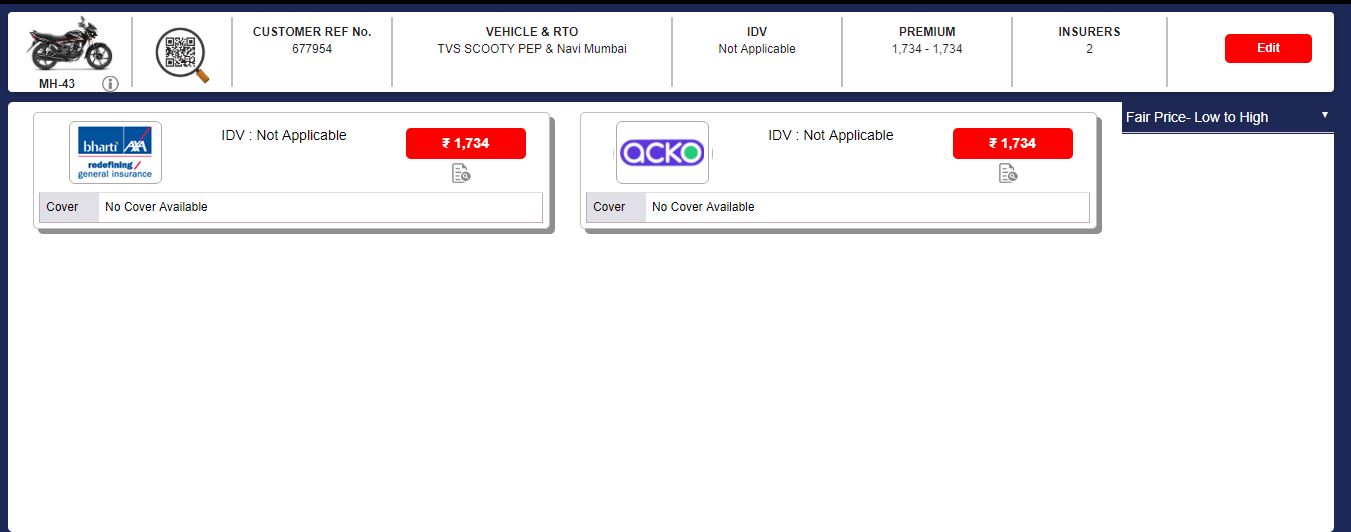 MH-43
CUSTOMER REF No.
677954
VEHICLE & RTO
TVS SCOOTY PEP & Navi Mumbai
IDV
Not Applicable
PREMIUM
1,734 - 1,734
INSURERS
2
Edit
Fair Price- Low to High
bharti AXA
redefining /
general insurance
IDV : Not Applicable
₹ 1,734
Cover No Cover Available
ACKO
IDV : Not Applicable
₹ 1,734
Cover No Cover Available